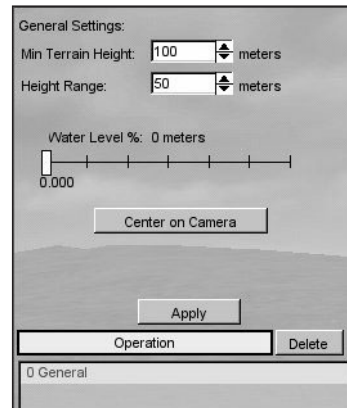 General Settings:
Min Terrain Height: 100 meters
Height Range: 50 meters
Water Level %: 0 meters
0.000
Center on Camera
Apply
Operation Delete
0 General